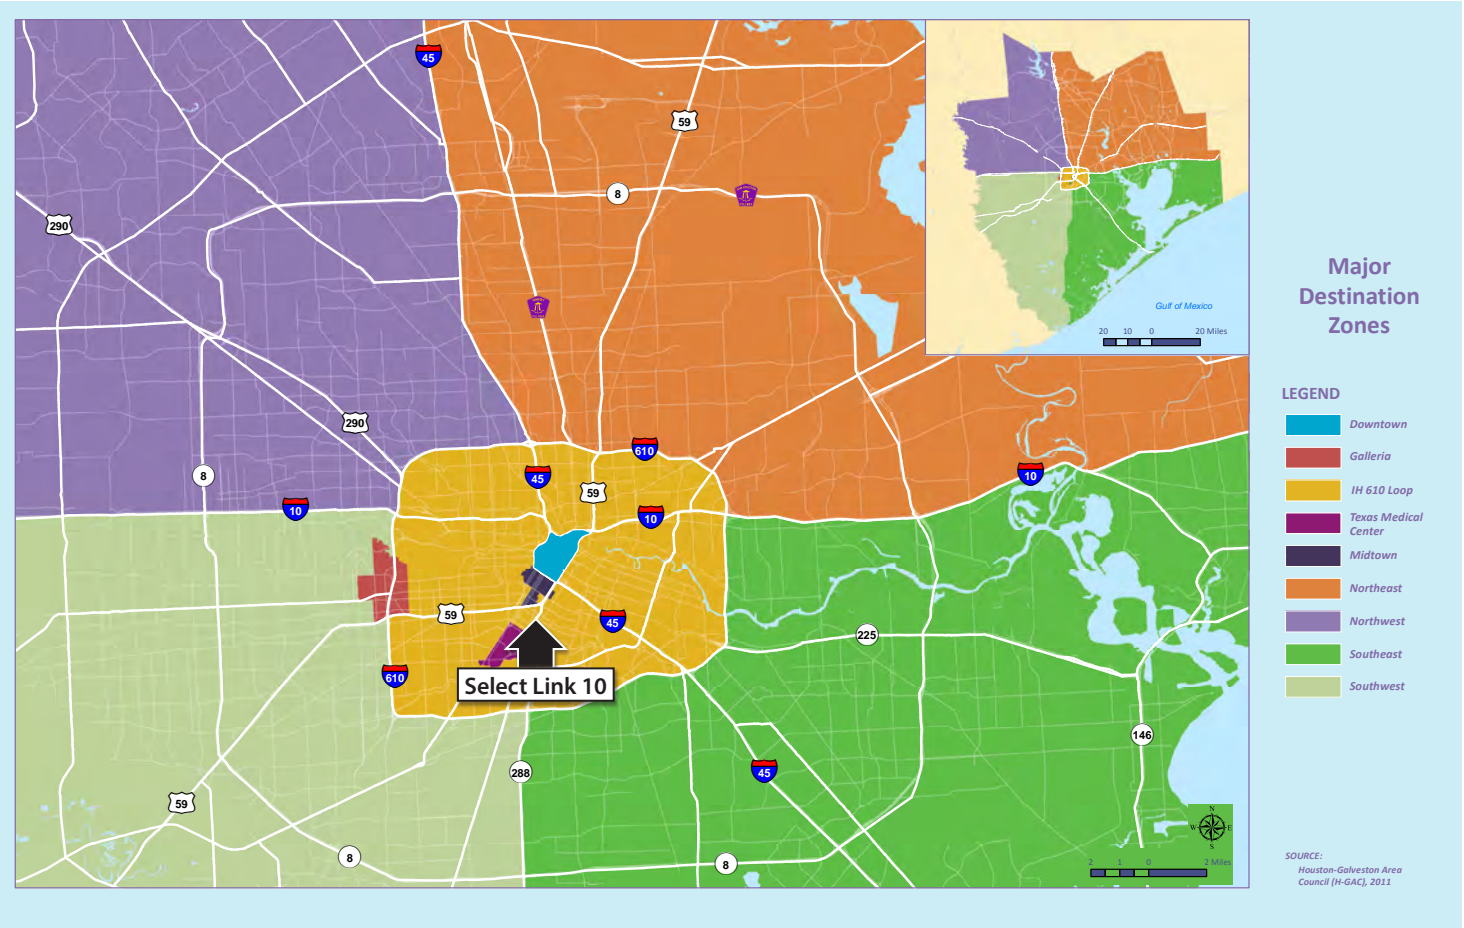 45
59
8
290
290
8
10
610
45
59
10
10
59
45
610
Select Link 10
225
146
288
45
59
8
8
N
W
E
S
2 1 0 2 Miles
Gulf of Mexico
20 10 0 20 Miles
Major
Destination
Zones
LEGEND
Downtown
Galleria
IH 610 Loop
Texas Medical
Center
Midtown
Northeast
Northwest
Southeast
Southwest
SOURCE:
Houston-Galveston Area
Council (H-GAC), 2011